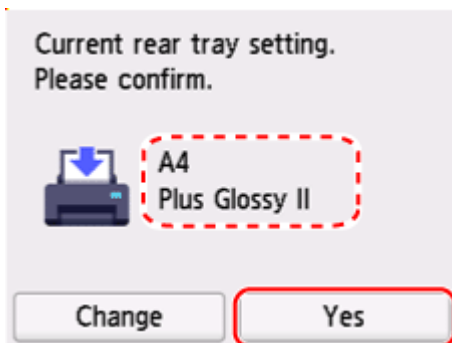 Current rear tray setting.
Please confirm.
A4
Plus Glossy II
Change
Yes